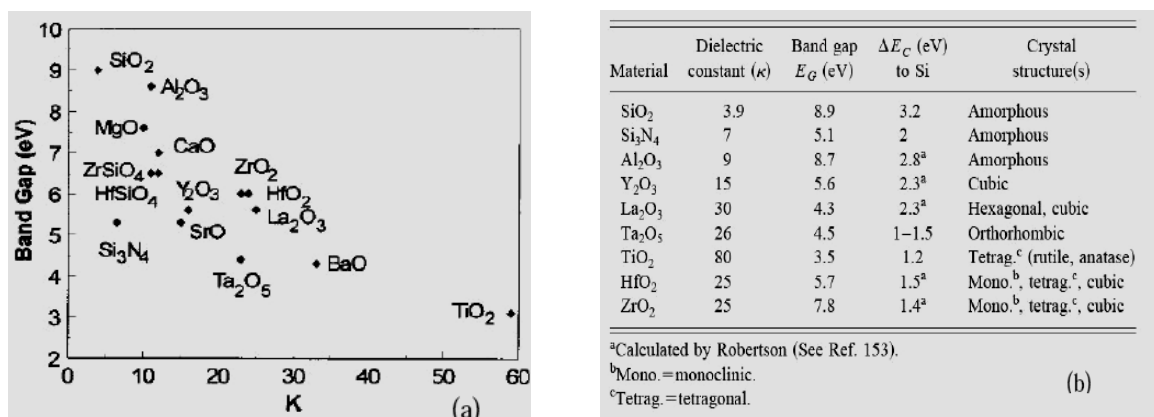 Band Gap (eV)
10
9
8
7
6
5
4
3
2
SiO2
Al2O3
MgO
CaO
ZrSiO4
ZrO2
HfSiO4
Y2O3
HfO2
La2O3
Si3N4
SrO
Ta2O5
BaO
TiO2
0 10 20 30 40 50 60
K
(a)
Dielectric Band gap ΔEC (eV) Crystal
Material constant (κ) EG (eV) to Si structure(s)
SiO2 3.9 8.9 3.2 Amorphous
Si3N4 7 5.1 2 Amorphous
Al2O3 9 8.7 2.8a Amorphous
Y2O3 15 5.6 2.3a Cubic
La2O3 30 4.3 2.3a Hexagonal, cubic
Ta2O5 26 4.5 1–1.5 Orthorhombic
TiO2 80 3.5 1.2 Tetrag.c (rutile, anatase)
HfO2 25 5.7 1.5a Mono.b, tetrag.c, cubic
ZrO2 25 7.8 1.4a Mono.b, tetrag.c, cubic
aCalculated by Robertson (See Ref. 153).
bMono.=monoclinic.
cTetrag.=tetragonal.
(b)